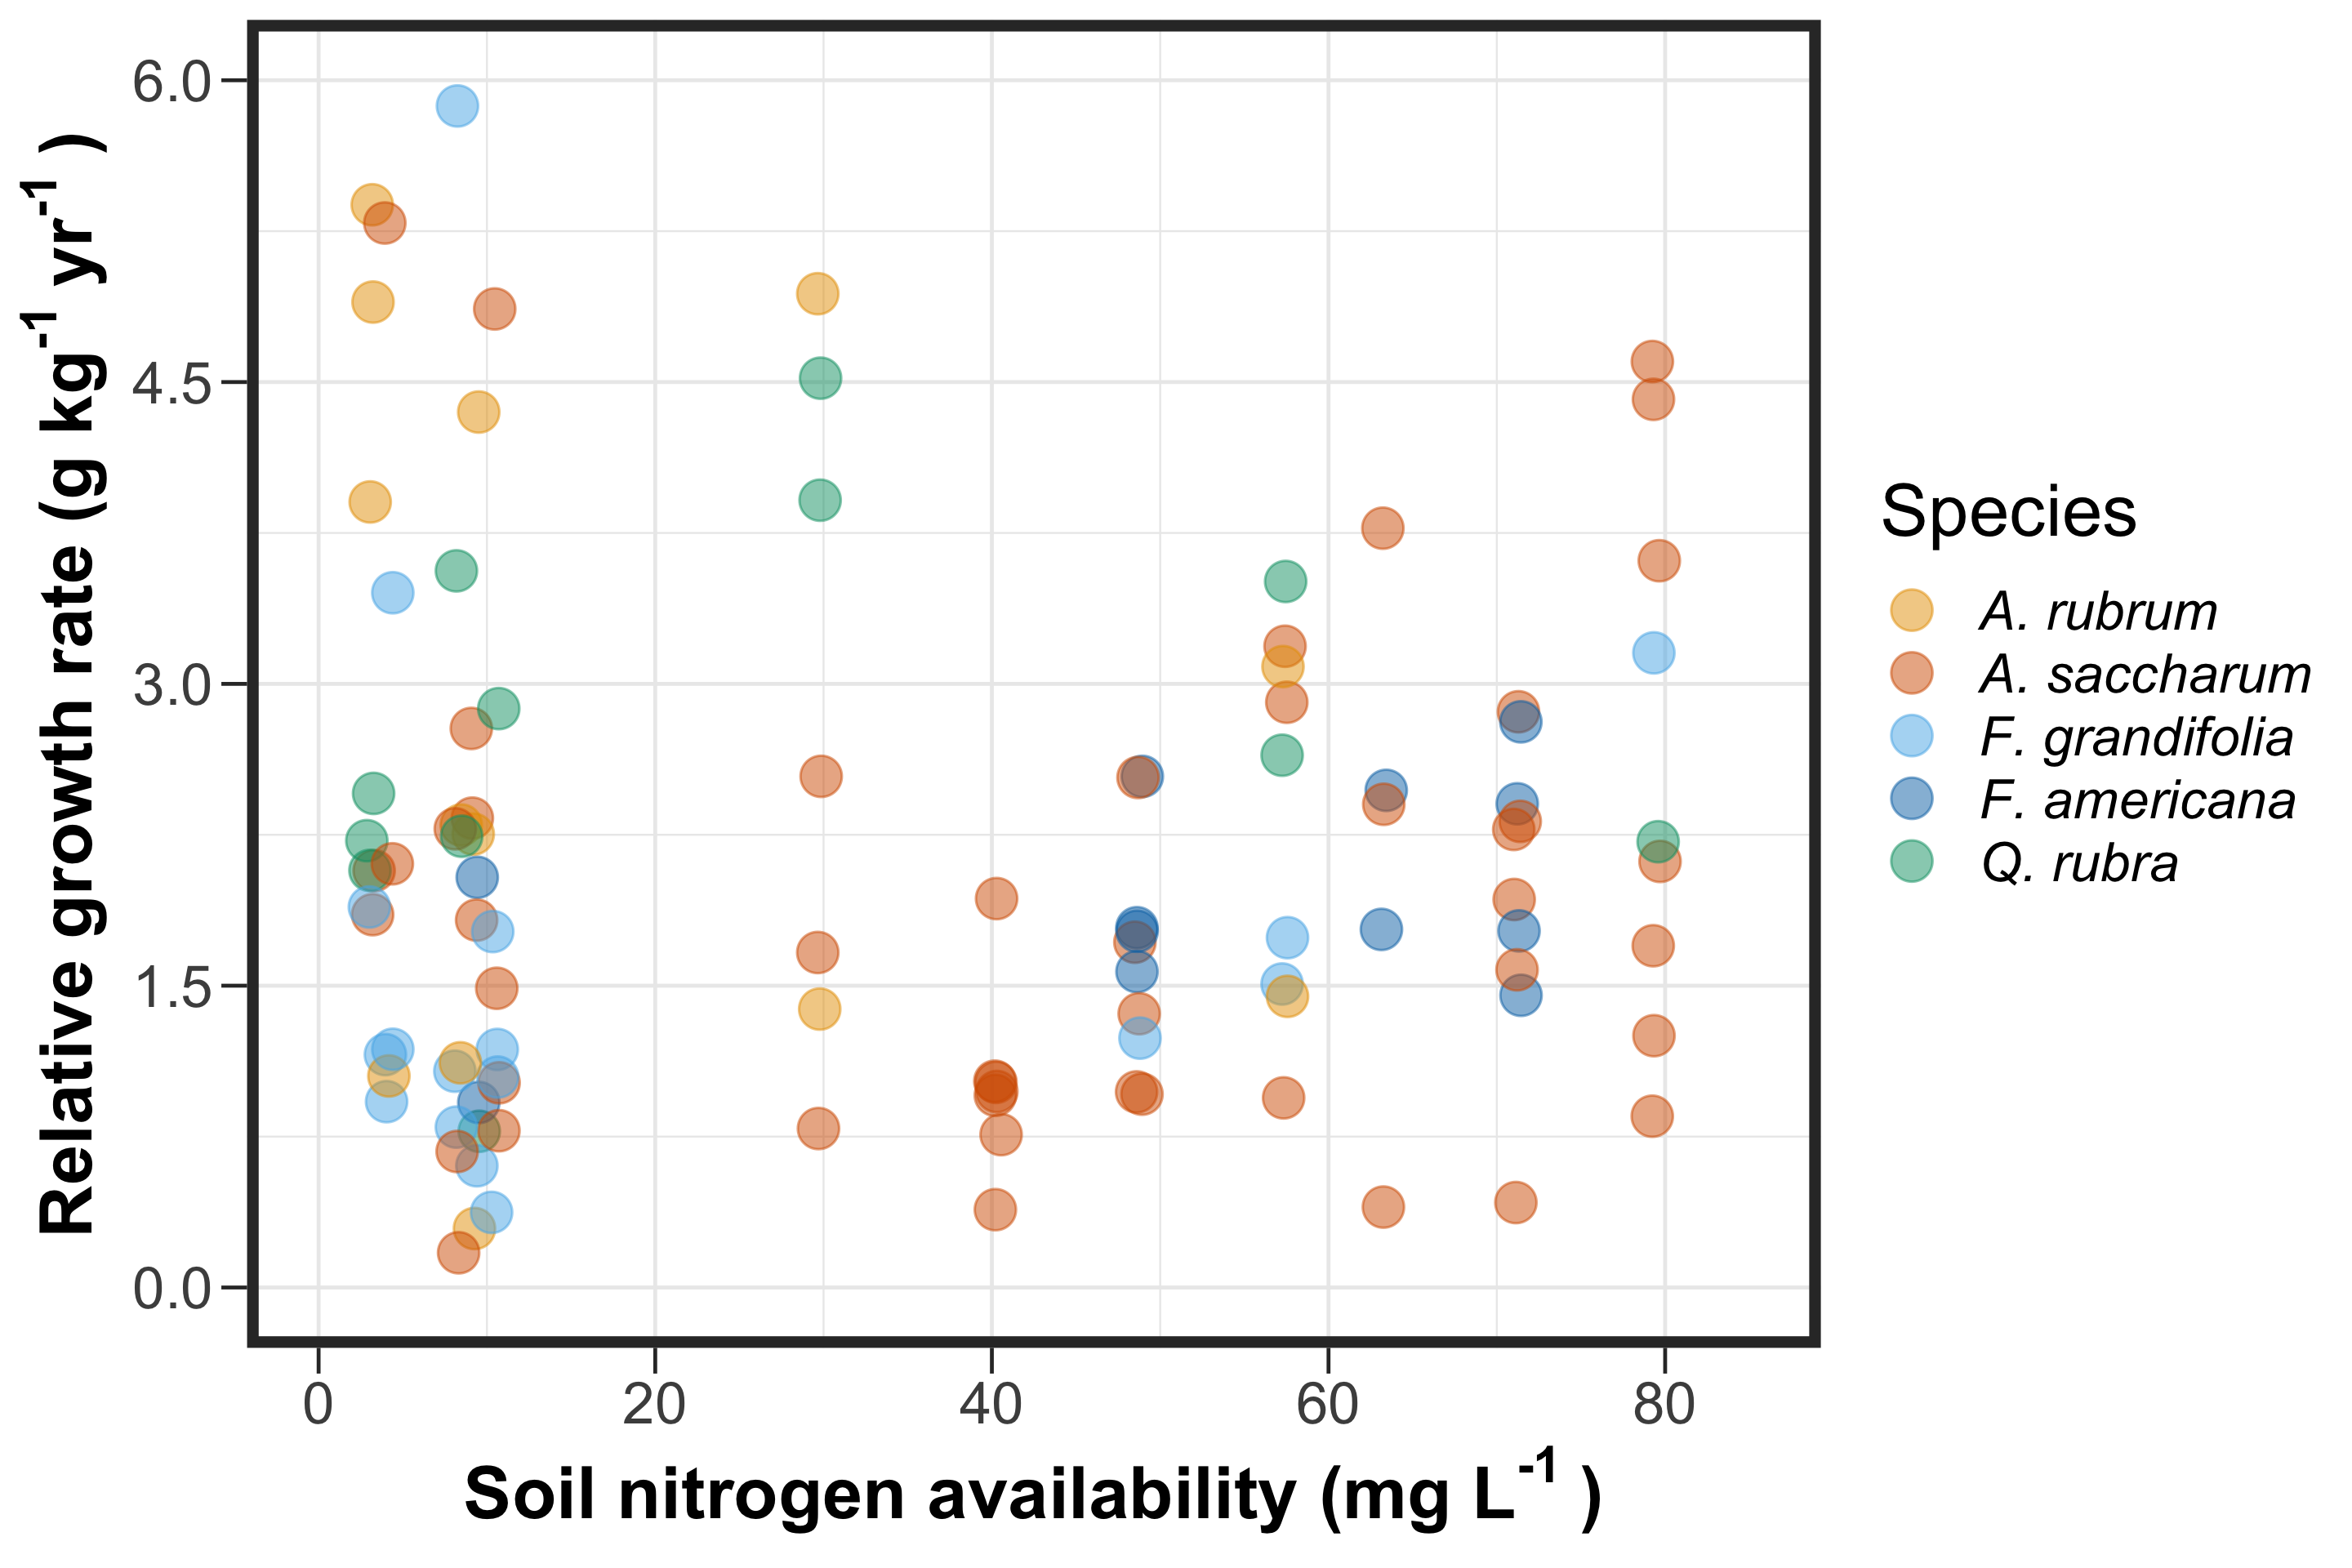 Relative growth rate (g kg-1 yr-1 )
6.0
4.5
3.0
1.5
0.0
0 20 40 60 80
Soil nitrogen availability (mg L-1 )
Species
A. rubrum
A. saccharum
F. grandifolia
F. americana
Q. rubra